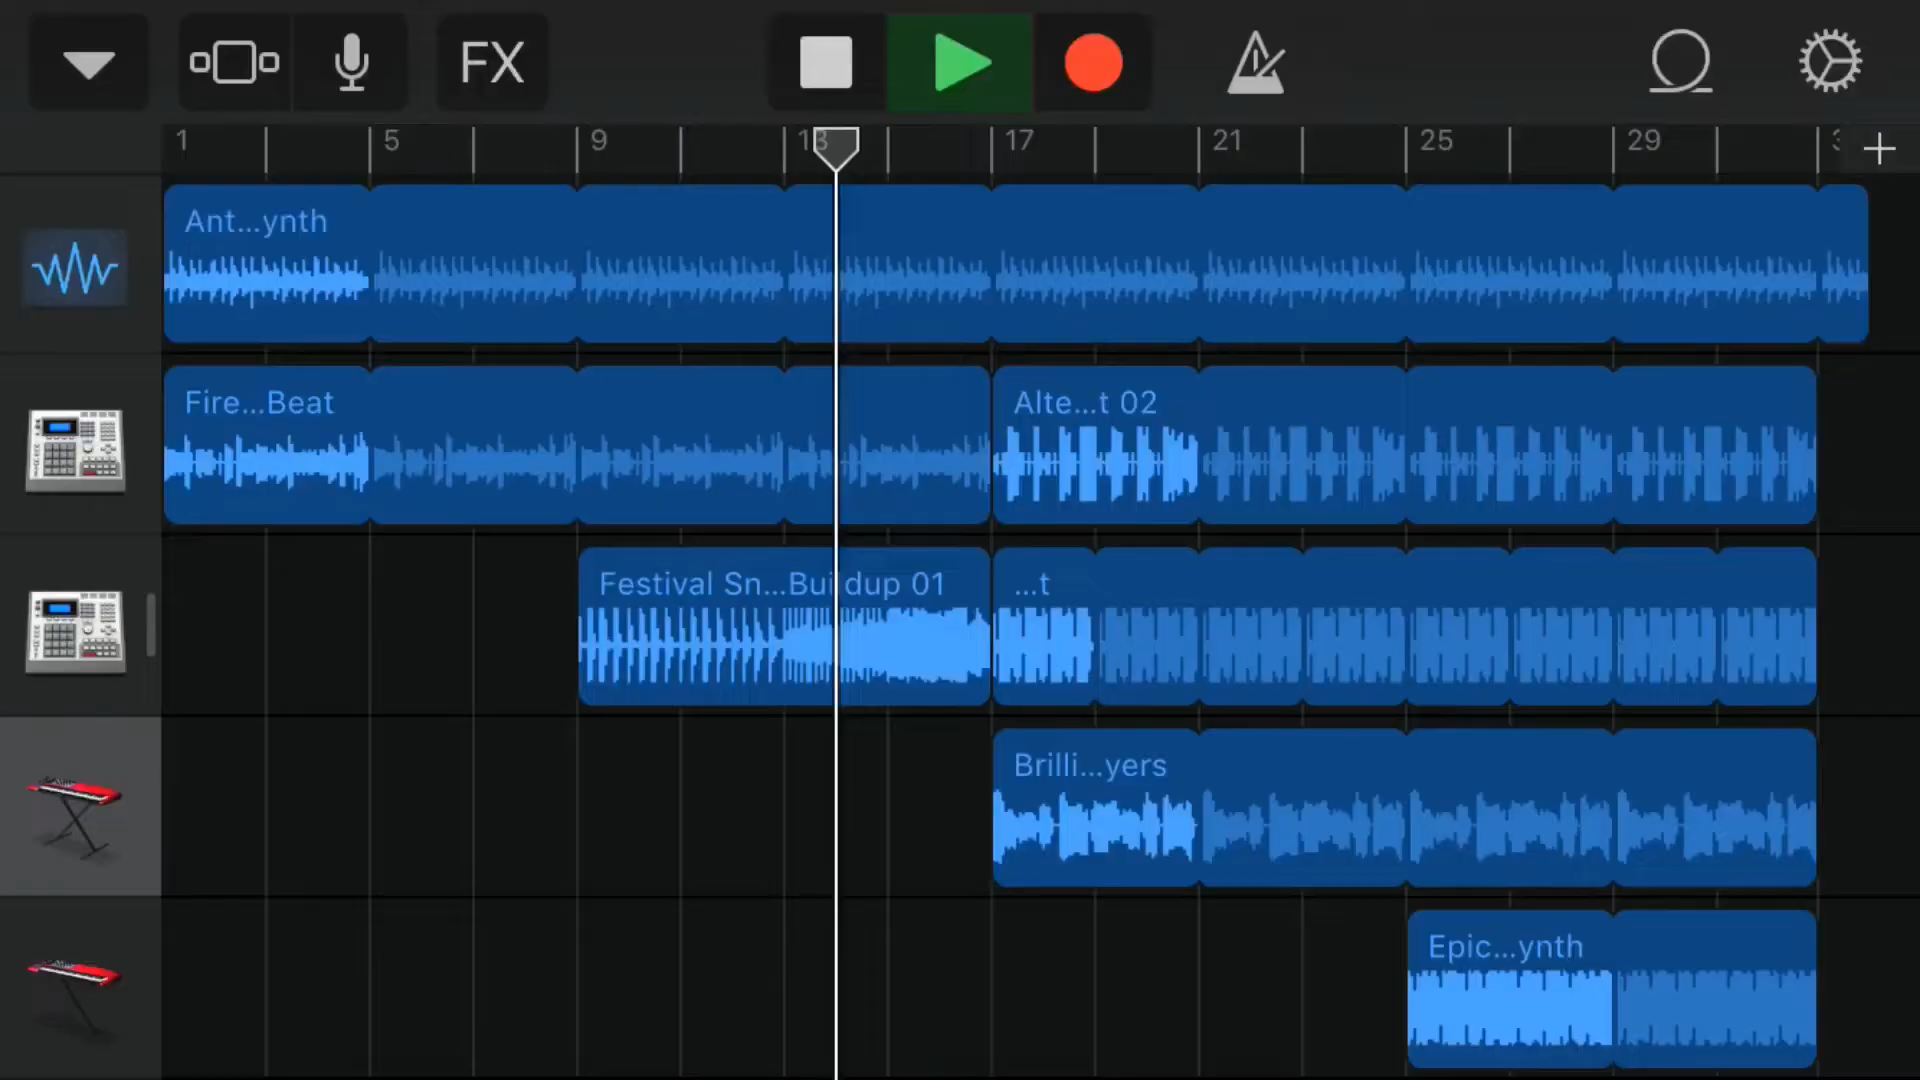 FX
1 5 9 13 17 21 25 29
Ant...ynth
Fire...Beat
Alte...t 02
Festival Sn...Buildup 01
...t
Brilli...yers
Epic...ynth